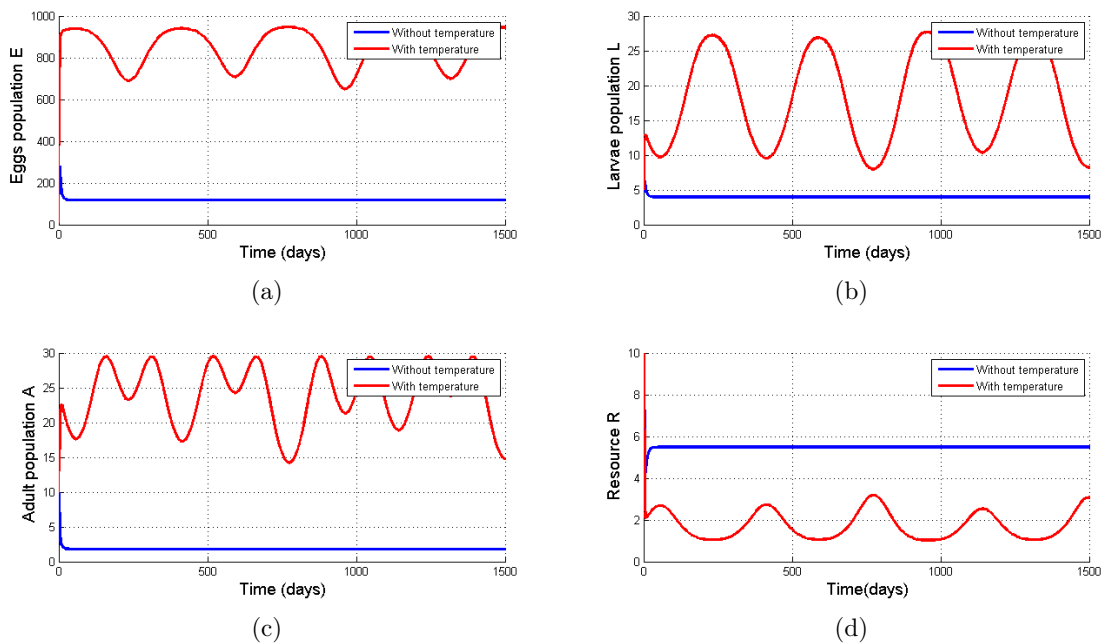 1000
800
600
400
200
0
Eggs population E
Without temperature
With temperature
0 500 1000 1500
Time (days)
(a)
30
25
20
15
10
5
0
Larvae population L
Without temperature
With temperature
0 500 1000 1500
Time (days)
(b)
30
25
20
15
10
5
0
Adult population A
Without temperature
With temperature
0 500 1000 1500
Time (days)
(c)
10
8
6
4
2
0
Resource R
Without temperature
With temperature
0 500 1000 1500
Time(days)
(d)